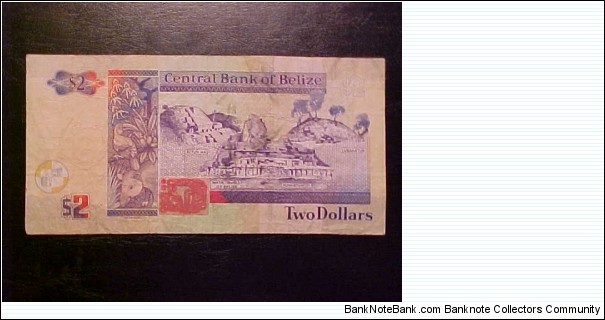 $2
Central Bank of Belize
$2
Two Dollars
BankNoteBank.com Banknote Collectors Community